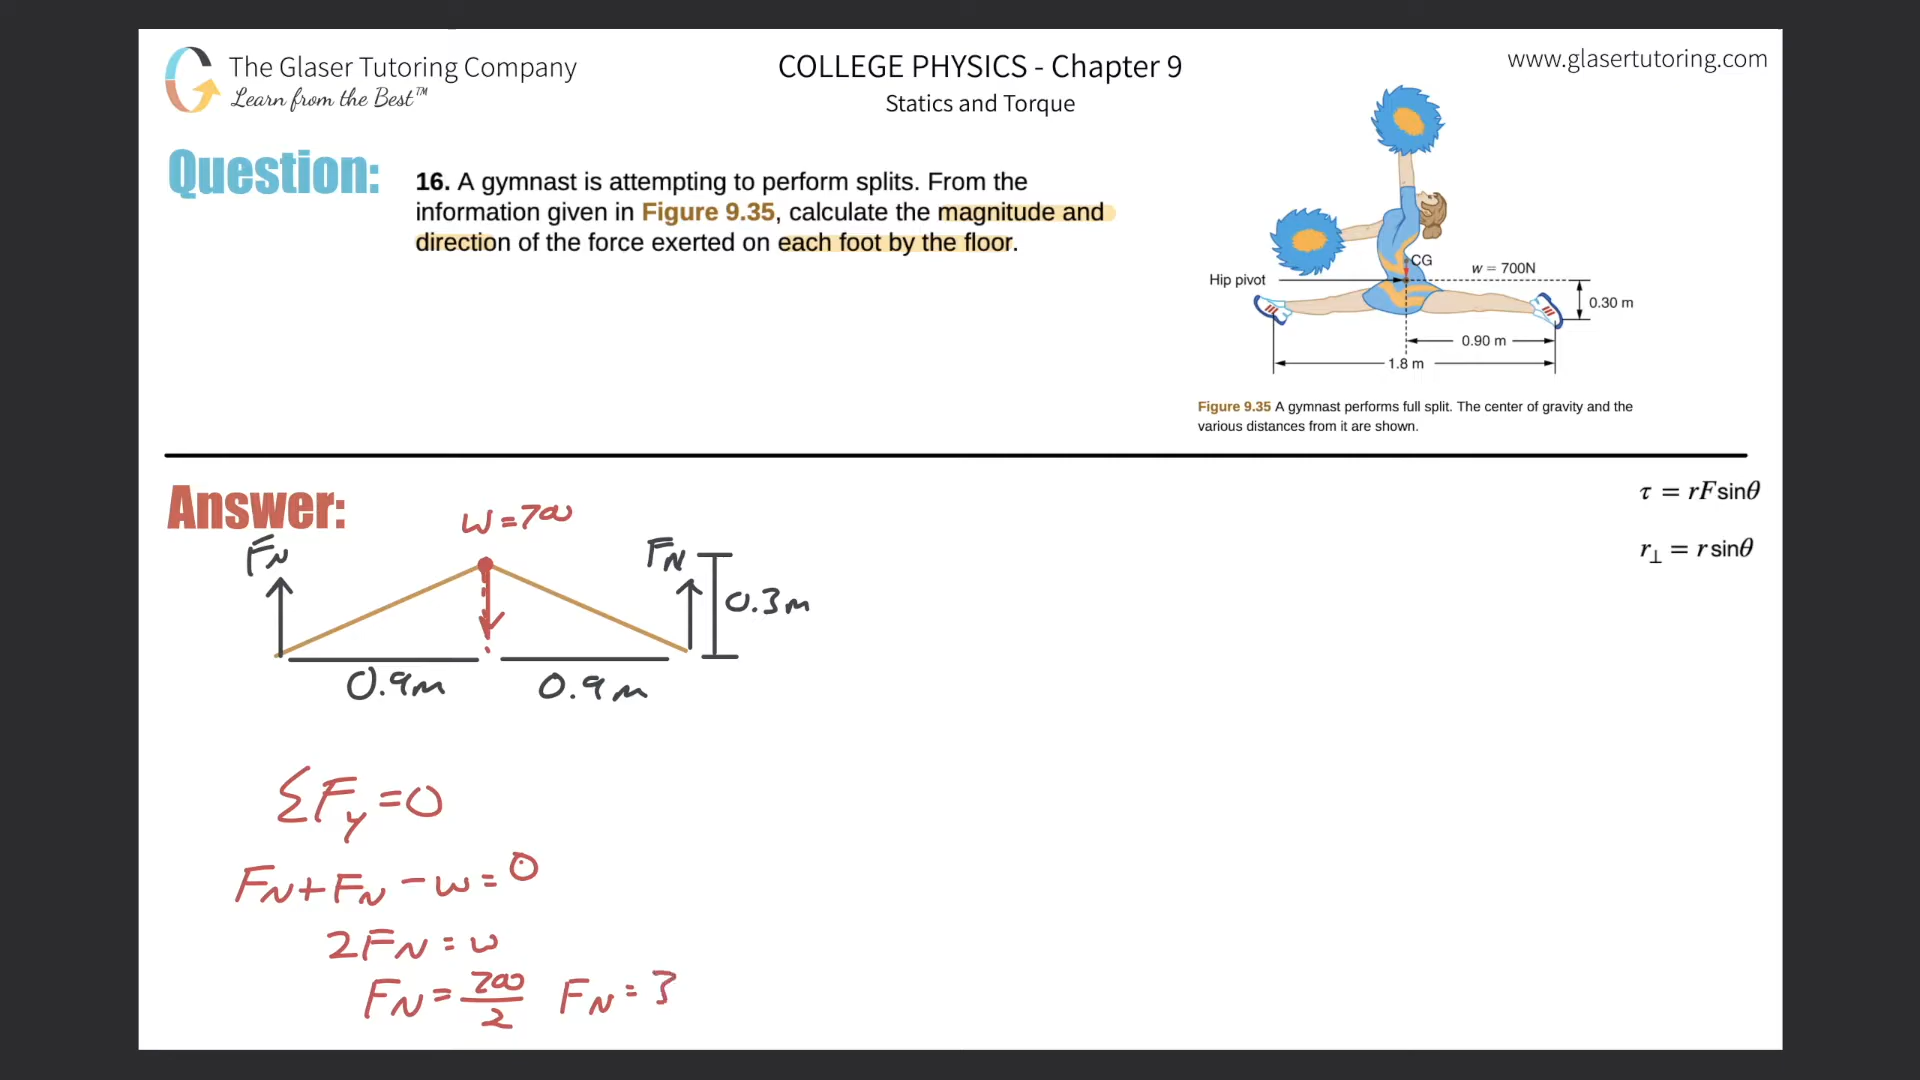 The Glaser Tutoring Company
Learn from the Best™
COLLEGE PHYSICS - Chapter 9
Statics and Torque
www.glasertutoring.com
Question:
16. A gymnast is attempting to perform splits. From the
information given in Figure 9.35, calculate the magnitude and
direction of the force exerted on each foot by the floor.
CG
w = 700N
Hip pivot
0.30 m
0.90 m
1.8 m
Figure 9.35 A gymnast performs full split. The center of gravity and the
various distances from it are shown.
Answer:
τ = rFsinθ
r⊥ = r sinθ
W=700
FN
FN
0.3m
0.9m
0.9m
ΣFy=0
FN+FN-w=0
2FN=w
FN=700/2 FN=3